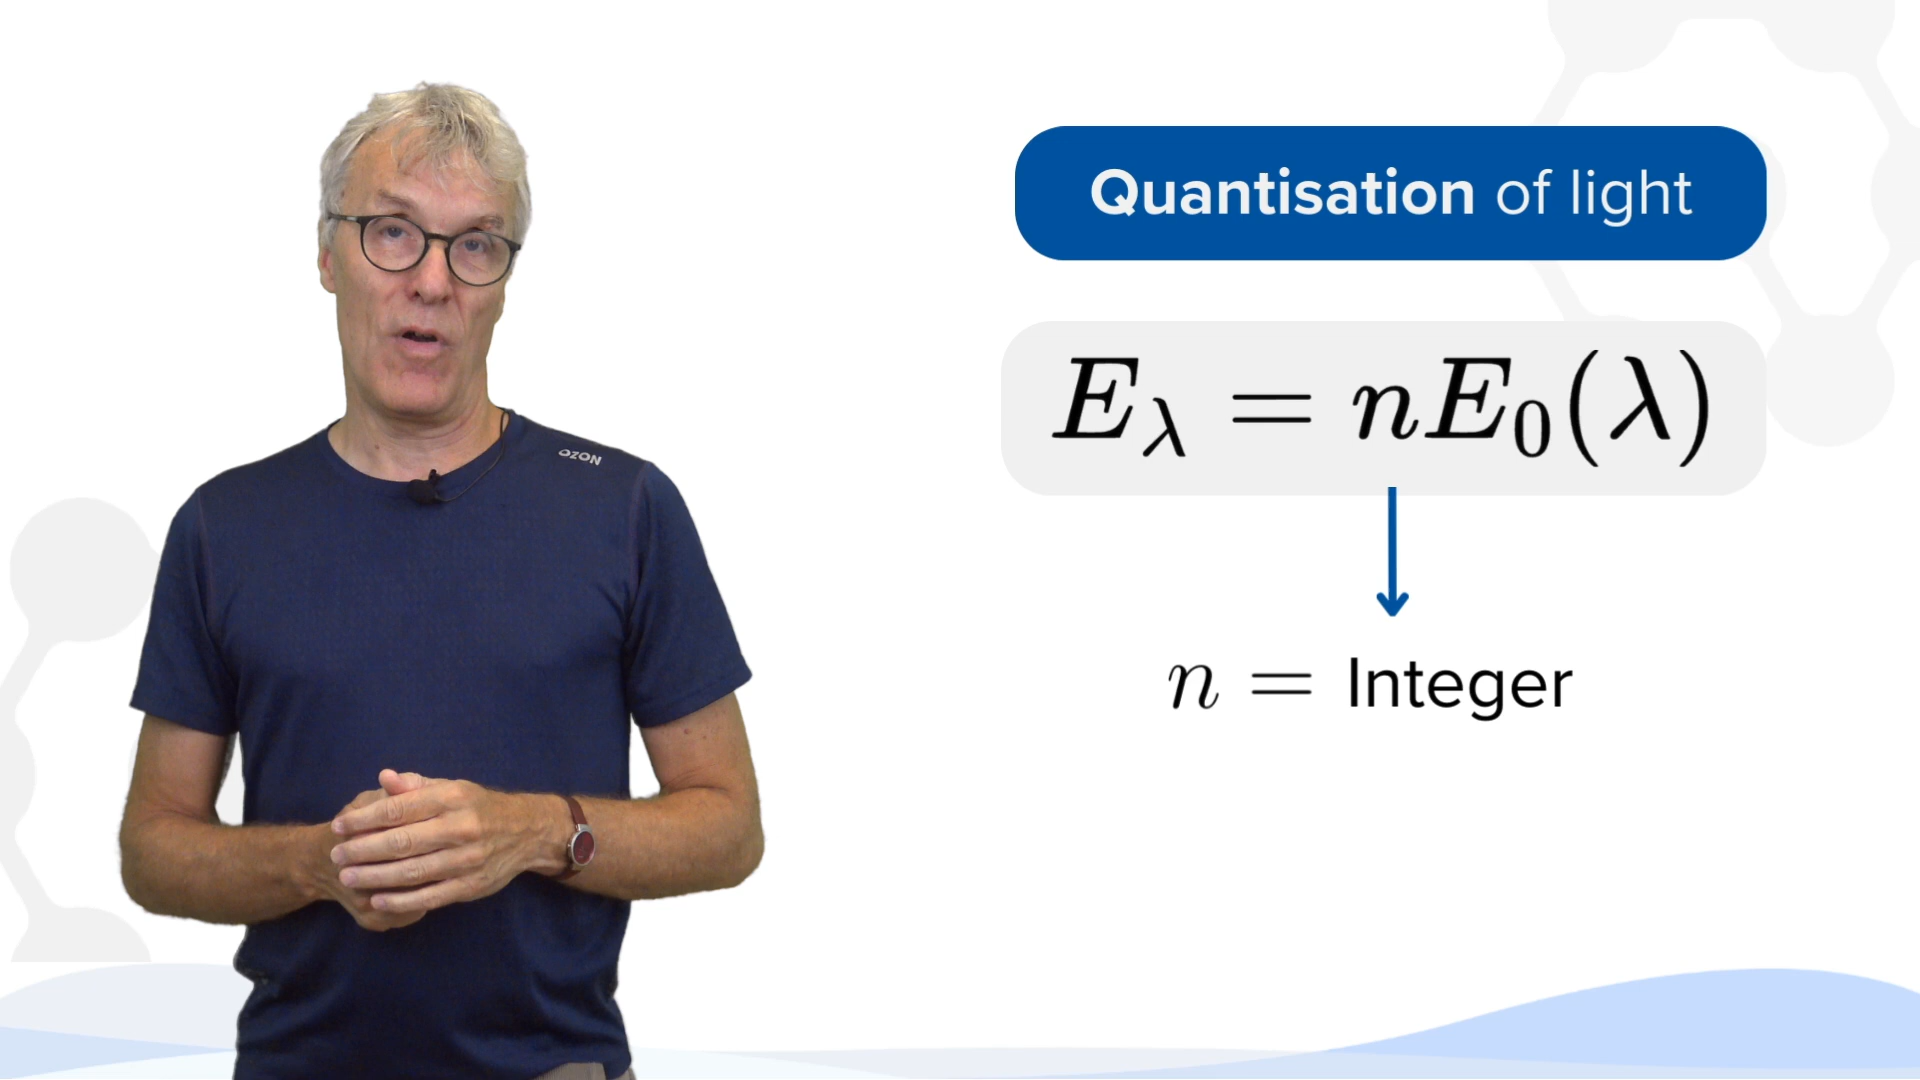 Quantisation of light
OZON
E_λ = nE_0(λ)
n = Integer